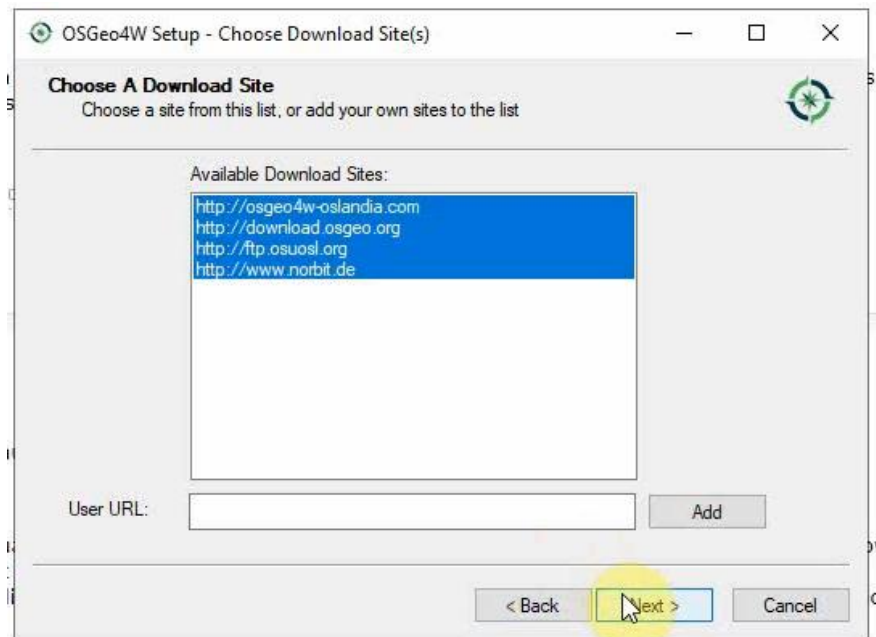 OSGeo4W Setup - Choose Download Site(s)
Choose A Download Site
Choose a site from this list, or add your own sites to the list
Available Download Sites:
http://osgeo4w-oslandia.com
http://download.osgeo.org
http://ftp.osuosl.org
http://www.norbit.de
User URL:
Add
< Back
Next >
Cancel